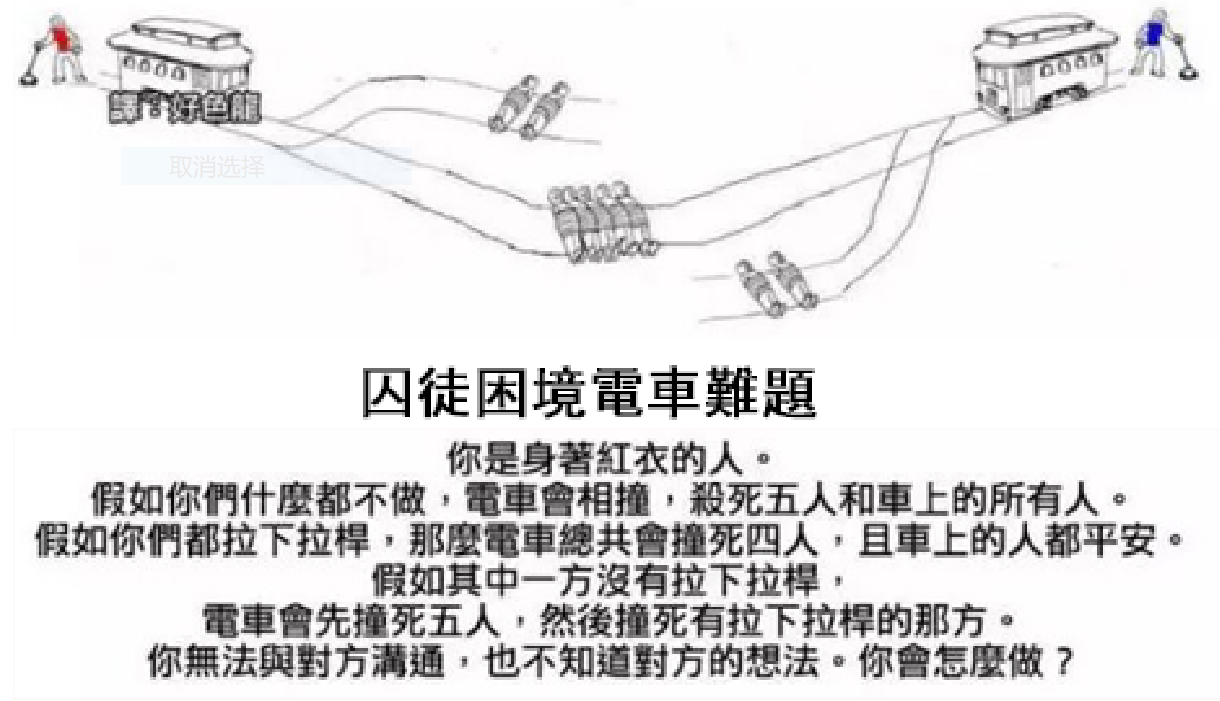 譯：好色龍
取消选择
囚徒困境電車難題
你是身著紅衣的人。
假如你們什麼都不做，電車會相撞，殺死五人和車上的所有人。
假如你們都拉下拉桿，那麼電車總共會撞死四人，且車上的人都平安。
假如其中一方沒有拉下拉桿，
電車會先撞死五人，然後撞死有拉下拉桿的那方。
你無法與對方溝通，也不知道對方的想法。你會怎麼做？